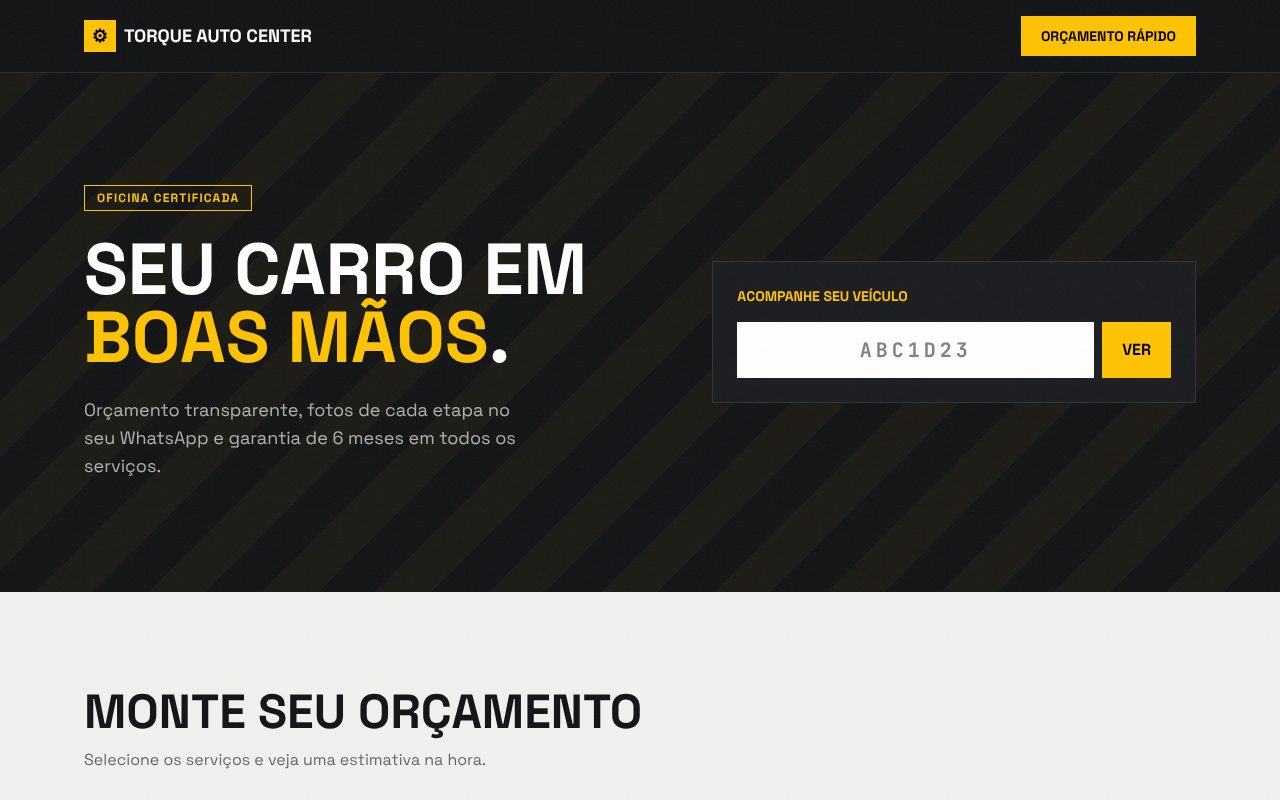 TORQUE AUTO CENTER
ORÇAMENTO RÁPIDO
OFICINA CERTIFICADA
SEU CARRO EM
BOAS MÃOS.
Orçamento transparente, fotos de cada etapa no
seu WhatsApp e garantia de 6 meses em todos os
serviços.
ACOMPANHE SEU VEÍCULO
ABC1D23
VER
MONTE SEU ORÇAMENTO
Selecione os serviços e veja uma estimativa na hora.